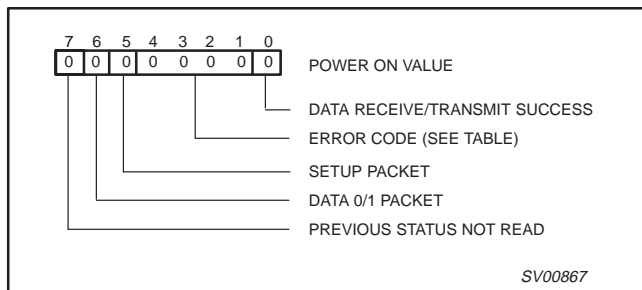 7 6 5 4 3 2 1 0
0 0 0 0 0 0 0 0 POWER ON VALUE
DATA RECEIVE/TRANSMIT SUCCESS
ERROR CODE (SEE TABLE)
SETUP PACKET
DATA 0/1 PACKET
PREVIOUS STATUS NOT READ
SV00867